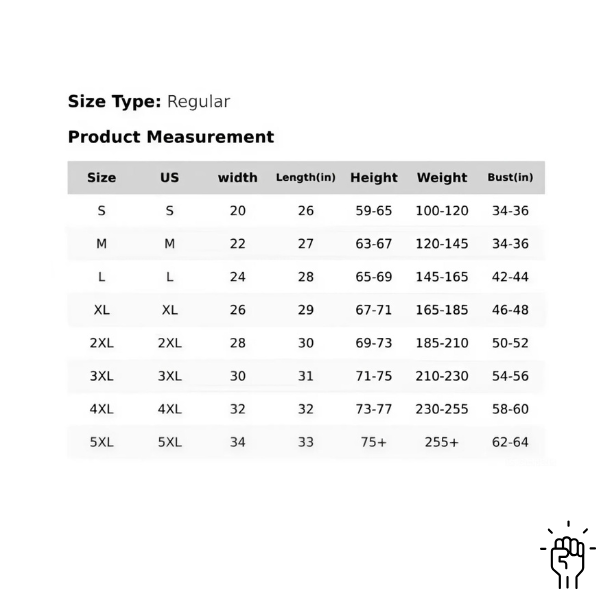 Size Type: Regular
Product Measurement
Size US width Length(in) Height Weight Bust(in)
S S 20 26 59-65 100-120 34-36
M M 22 27 63-67 120-145 34-36
L L 24 28 65-69 145-165 42-44
XL XL 26 29 67-71 165-185 46-48
2XL 2XL 28 30 69-73 185-210 50-52
3XL 3XL 30 31 71-75 210-230 54-56
4XL 4XL 32 32 73-77 230-255 58-60
5XL 5XL 34 33 75+ 255+ 62-64